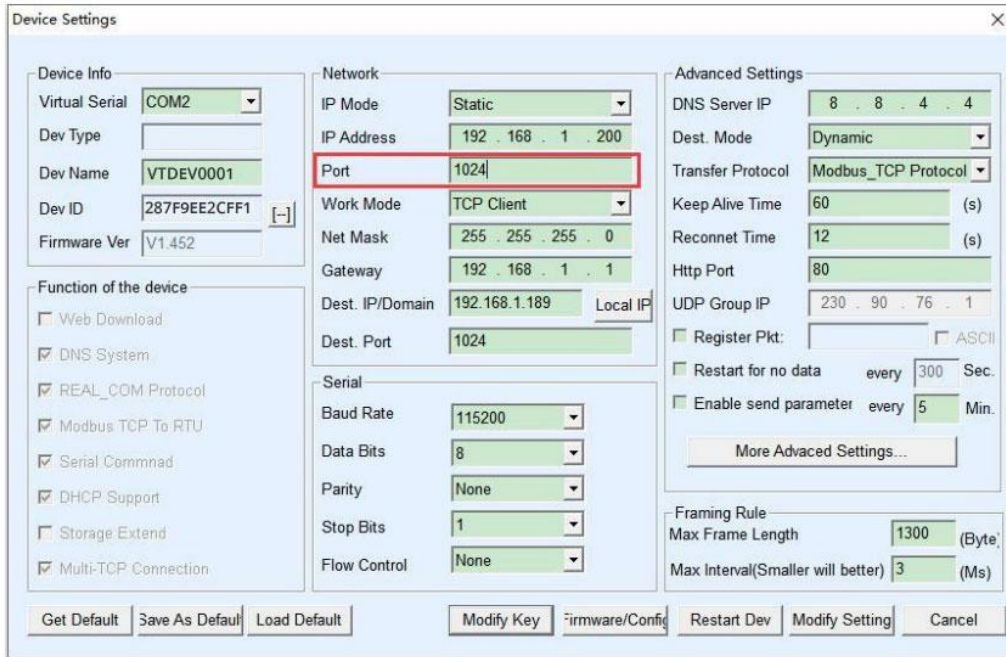 Device Settings
Device Info
Virtual Serial COM2
Dev Type
Dev Name VTDEV0001
Dev ID 287F9EE2CFF1 [--]
Firmware Ver V1.452
Function of the device
Web Download
DNS System
REAL_COM Protocol
Modbus TCP To RTU
Serial Commnad
DHCP Support
Storage Extend
Multi-TCP Connection
Network
IP Mode Static
IP Address 192 . 168 . 1 . 200
Port 1024
Work Mode TCP Client
Net Mask 255 . 255 . 255 . 0
Gateway 192 . 168 . 1 . 1
Dest. IP/Domain 192.168.1.189 Local IP
Dest. Port 1024
Serial
Baud Rate 115200
Data Bits 8
Parity None
Stop Bits 1
Flow Control None
Advanced Settings
DNS Server IP 8 . 8 . 4 . 4
Dest. Mode Dynamic
Transfer Protocol Modbus_TCP Protocol
Keep Alive Time 60 (s)
Reconnet Time 12 (s)
Http Port 80
UDP Group IP 230 . 90 . 76 . 1
Register Pkt: ASCII
Restart for no data every 300 Sec.
Enable send parameter every 5 Min.
More Advaced Settings...
Framing Rule
Max Frame Length 1300 (Byte)
Max Interval(Smaller will better) 3 (Ms)
Get Default Save As Defaul Load Default Modify Key Firmware/Config Restart Dev Modify Setting Cancel